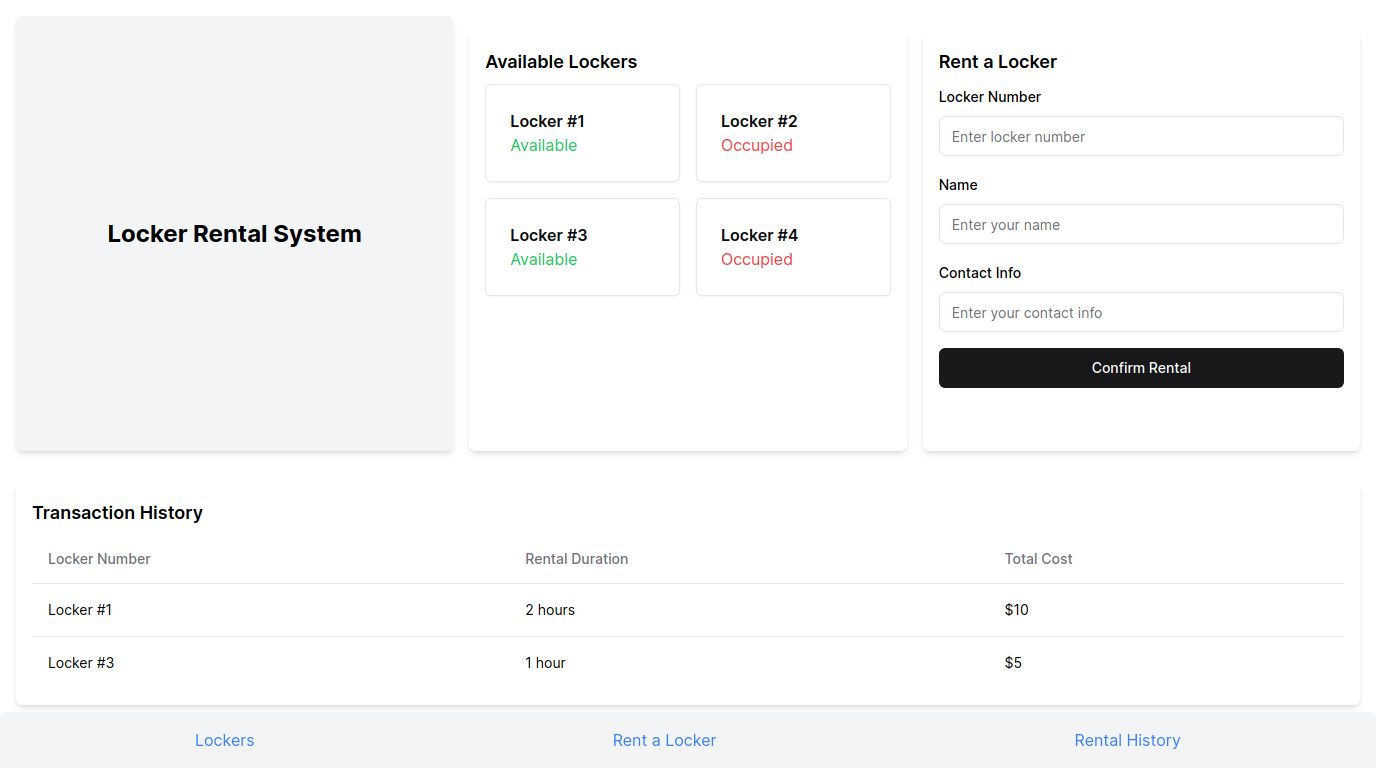 Locker Rental System
Available Lockers
Locker #1
Available
Locker #2
Occupied
Locker #3
Available
Locker #4
Occupied
Rent a Locker
Locker Number
Enter locker number
Name
Enter your name
Contact Info
Enter your contact info
Confirm Rental
Transaction History
Locker Number Rental Duration Total Cost
Locker #1 2 hours $10
Locker #3 1 hour $5
Lockers Rent a Locker Rental History